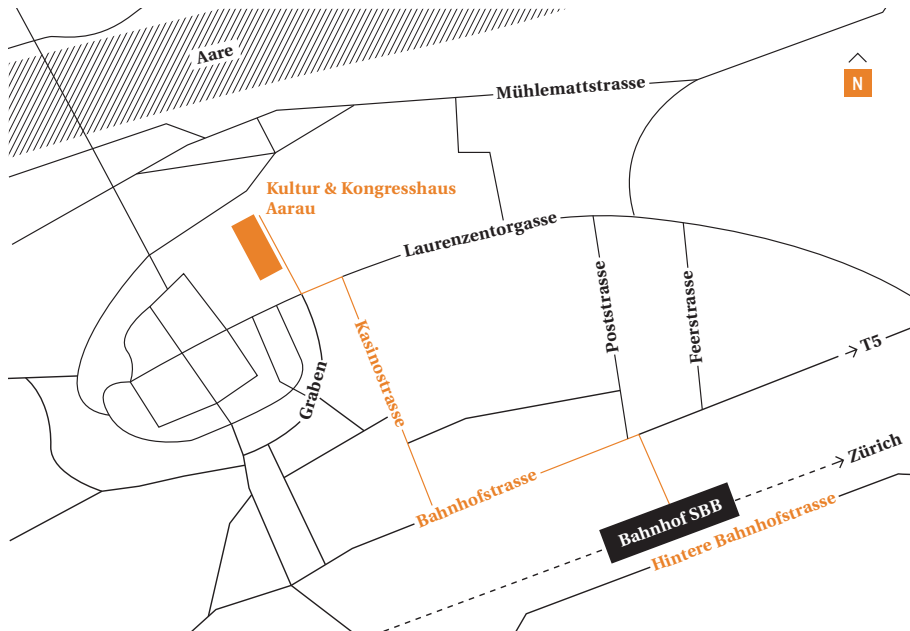 Aare
N
Mühlemattstrasse
Kultur & Kongresshaus
Aarau
Laurenzentorgasse
Poststrasse
Feerstrasse
Kasinostrasse
Graben
T5
Zürich
Bahnhofstrasse
Bahnhof SBB
Hintere Bahnhofstrasse